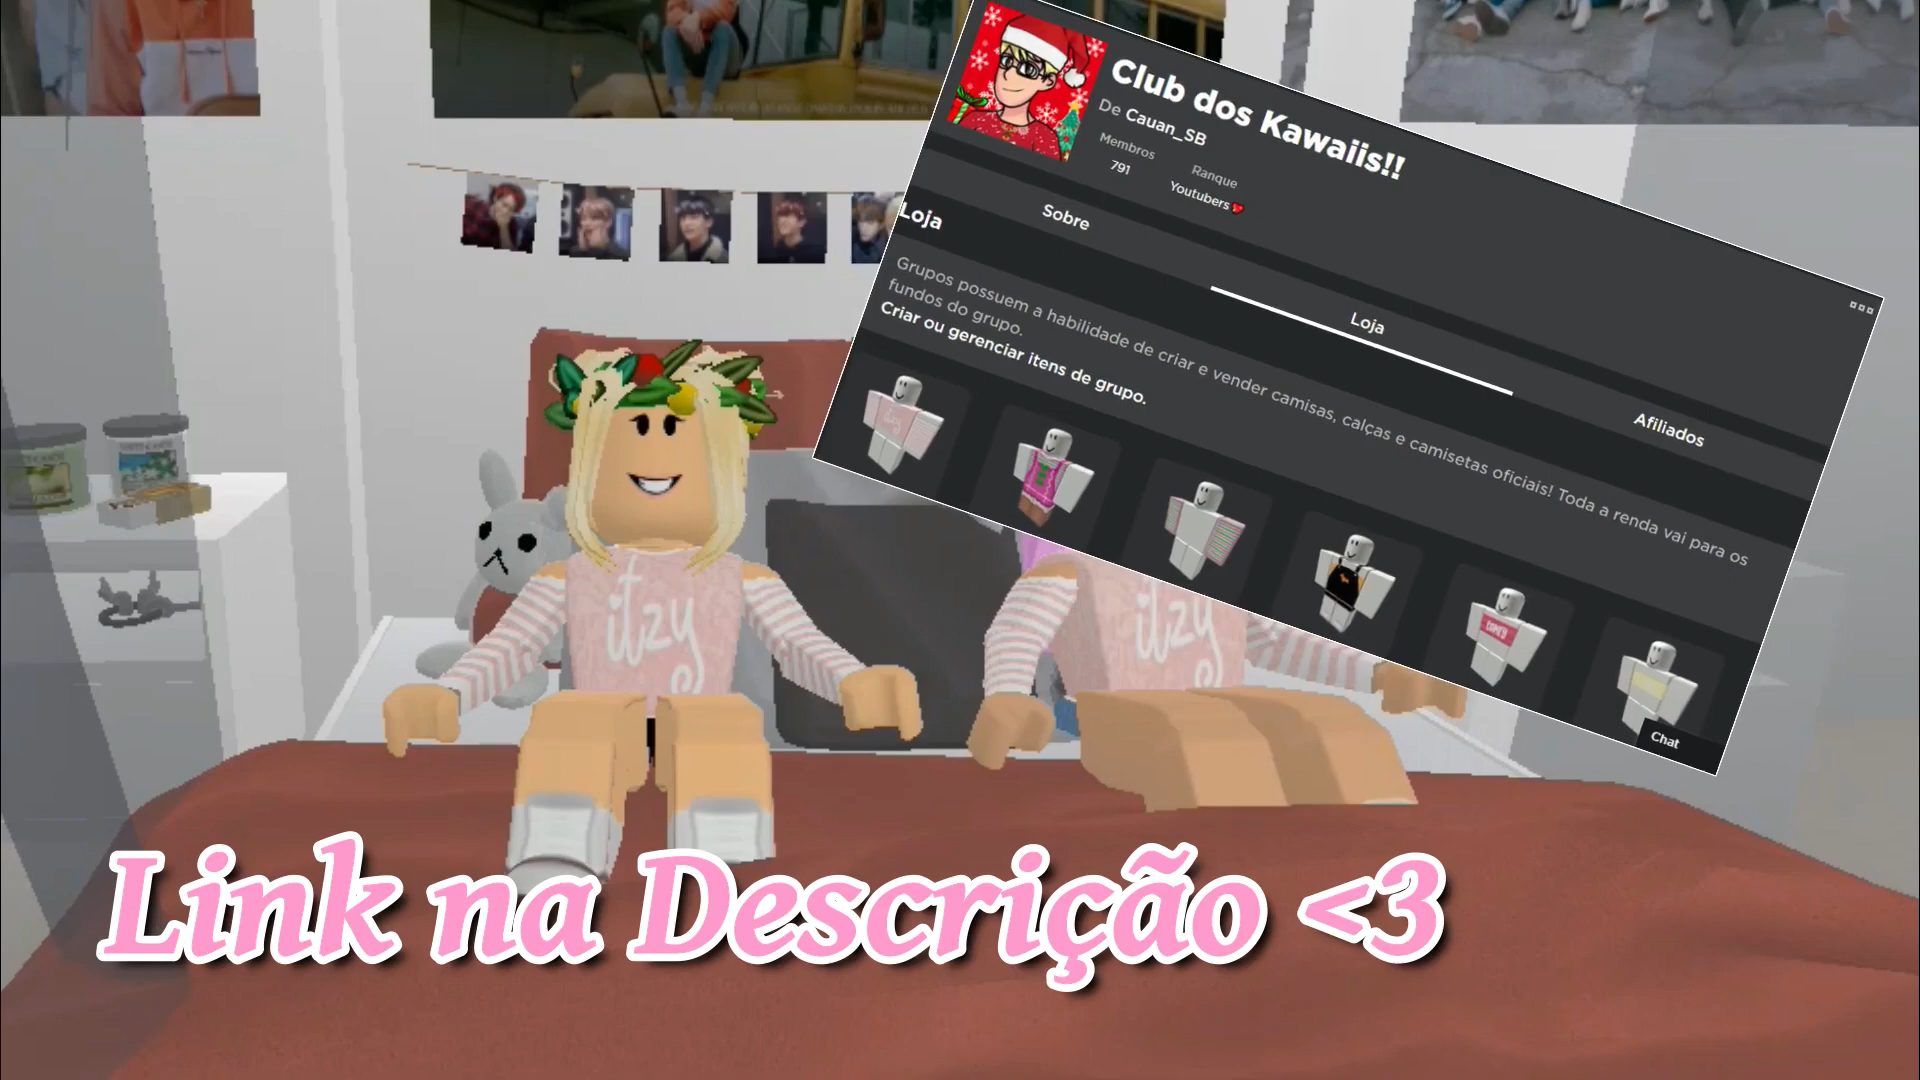 Club dos Kawaiis!!
De Cauan_SB
Membros
791
Ranque
Youtubers
Sobre
Loja
Afiliados
Loja
Grupos possuem a habilidade de criar e vender camisas, calças e camisetas oficiais! Toda a renda vai para os
fundos do grupo.
Criar ou gerenciar itens de grupo.
Chat
itzy
itzy
Link na Descrição <3